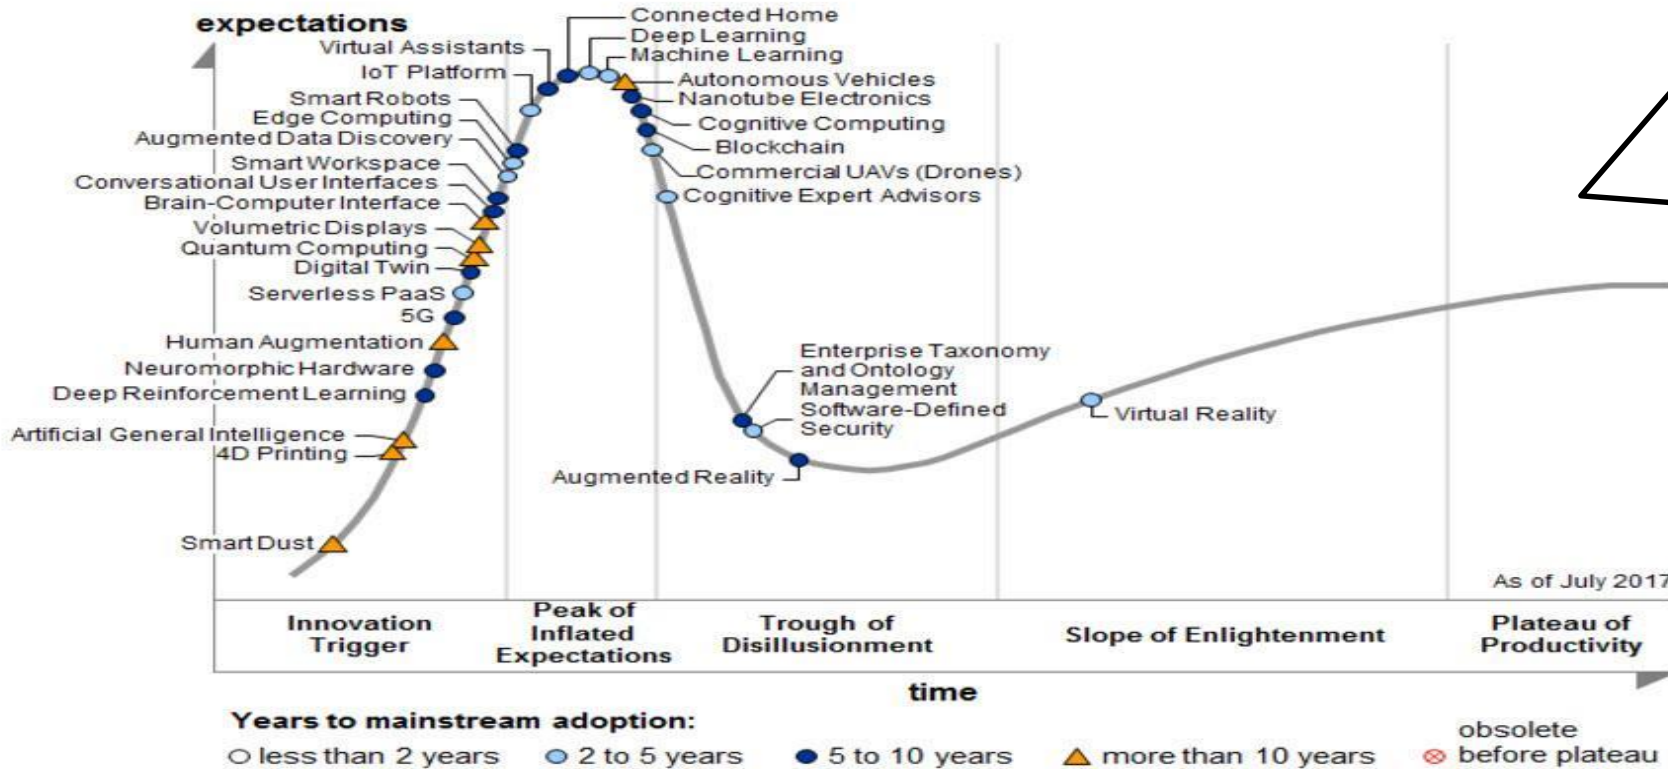 expectations
Connected Home
Deep Learning
Machine Learning
Autonomous Vehicles
Nanotube Electronics
Cognitive Computing
Blockchain
Commercial UAVs (Drones)
Cognitive Expert Advisors
Virtual Assistants
IoT Platform
Smart Robots
Edge Computing
Augmented Data Discovery
Smart Workspace
Conversational User Interfaces
Brain-Computer Interface
Volumetric Displays
Quantum Computing
Digital Twin
Serverless PaaS
5G
Human Augmentation
Neuromorphic Hardware
Deep Reinforcement Learning
Artificial General Intelligence
4D Printing
Smart Dust
Enterprise Taxonomy
and Ontology
Management
Software-Defined
Security
Augmented Reality
Virtual Reality
As of July 2017
Innovation
Trigger
Peak of
Inflated
Expectations
Trough of
Disillusionment
Slope of Enlightenment
Plateau of
Productivity
time
Years to mainstream adoption:
less than 2 years
2 to 5 years
5 to 10 years
more than 10 years
obsolete
before plateau